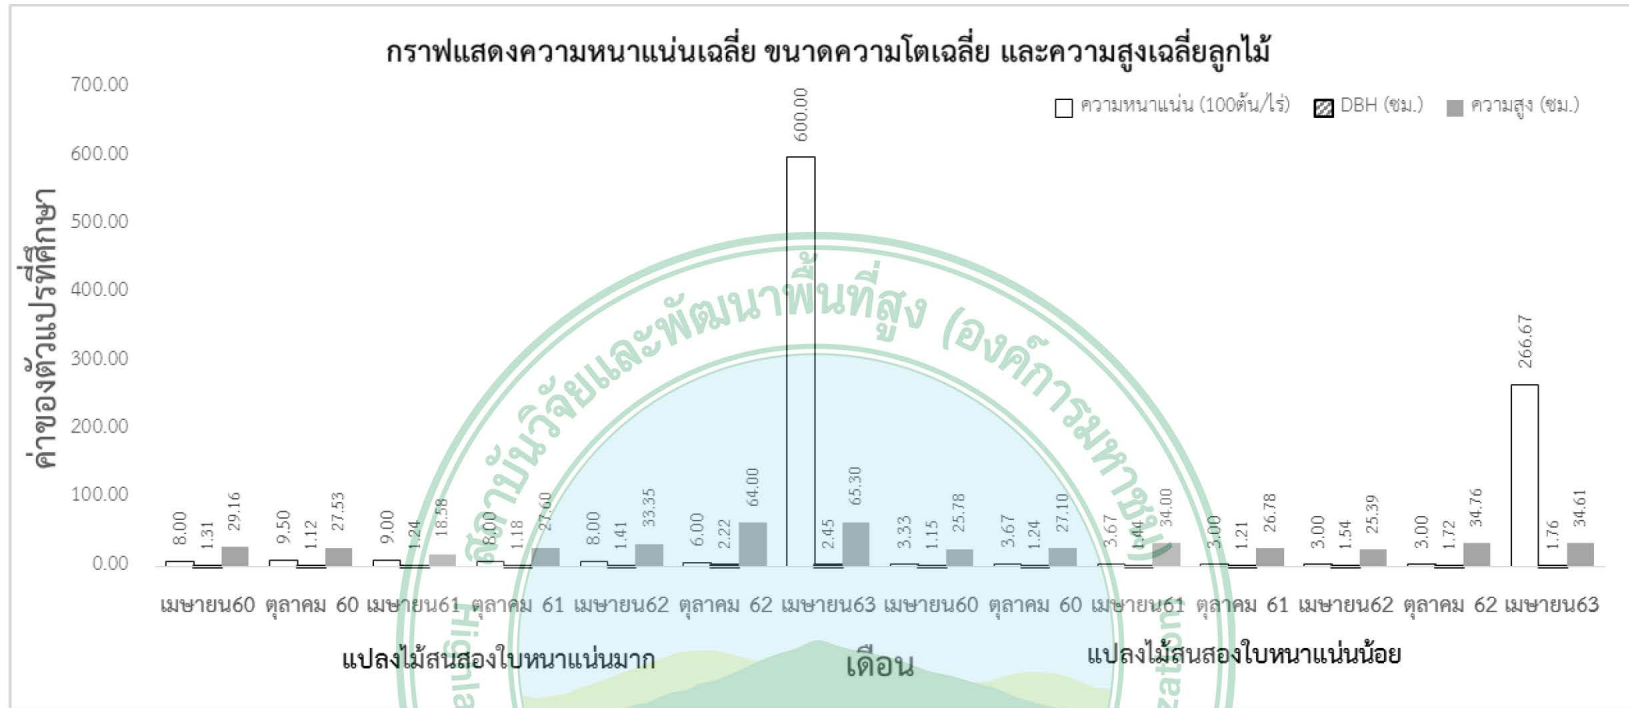 กราฟแสดงความหนาแน่นเฉลี่ย ขนาดความโตเฉลี่ย และความสูงเฉลี่ยลูกไม้
ความหนาแน่น (100ต้น/ไร่) DBH (ซม.) ความสูง (ซม.)
ค่าของตัวแปรที่ศึกษา
700.00
600.00
500.00
400.00
300.00
200.00
100.00
0.00
8.00 1.31 29.16 9.50 1.12 27.53 9.00 1.24 18.58 8.00 1.18 27.60 8.00 1.41 33.35 6.00 2.22 64.00 600.00 2.45 65.30 3.33 1.15 25.78 3.67 1.24 27.10 3.67 1.44 34.00 3.00 1.21 26.78 3.00 1.54 25.39 3.00 1.72 34.76 266.67 1.76 34.61
เมษายน60 ตุลาคม 60 เมษายน61 ตุลาคม 61 เมษายน62 ตุลาคม 62 เมษายน63 เมษายน60 ตุลาคม 60 เมษายน61 ตุลาคม 61 เมษายน62 ตุลาคม 62 เมษายน63
แปลงไม้สนสองใบหนาแน่นมาก เดือน แปลงไม้สนสองใบหนาแน่นน้อย
สถาบันวิจัยและพัฒนาพื้นที่สูง (องค์การมหาชน)